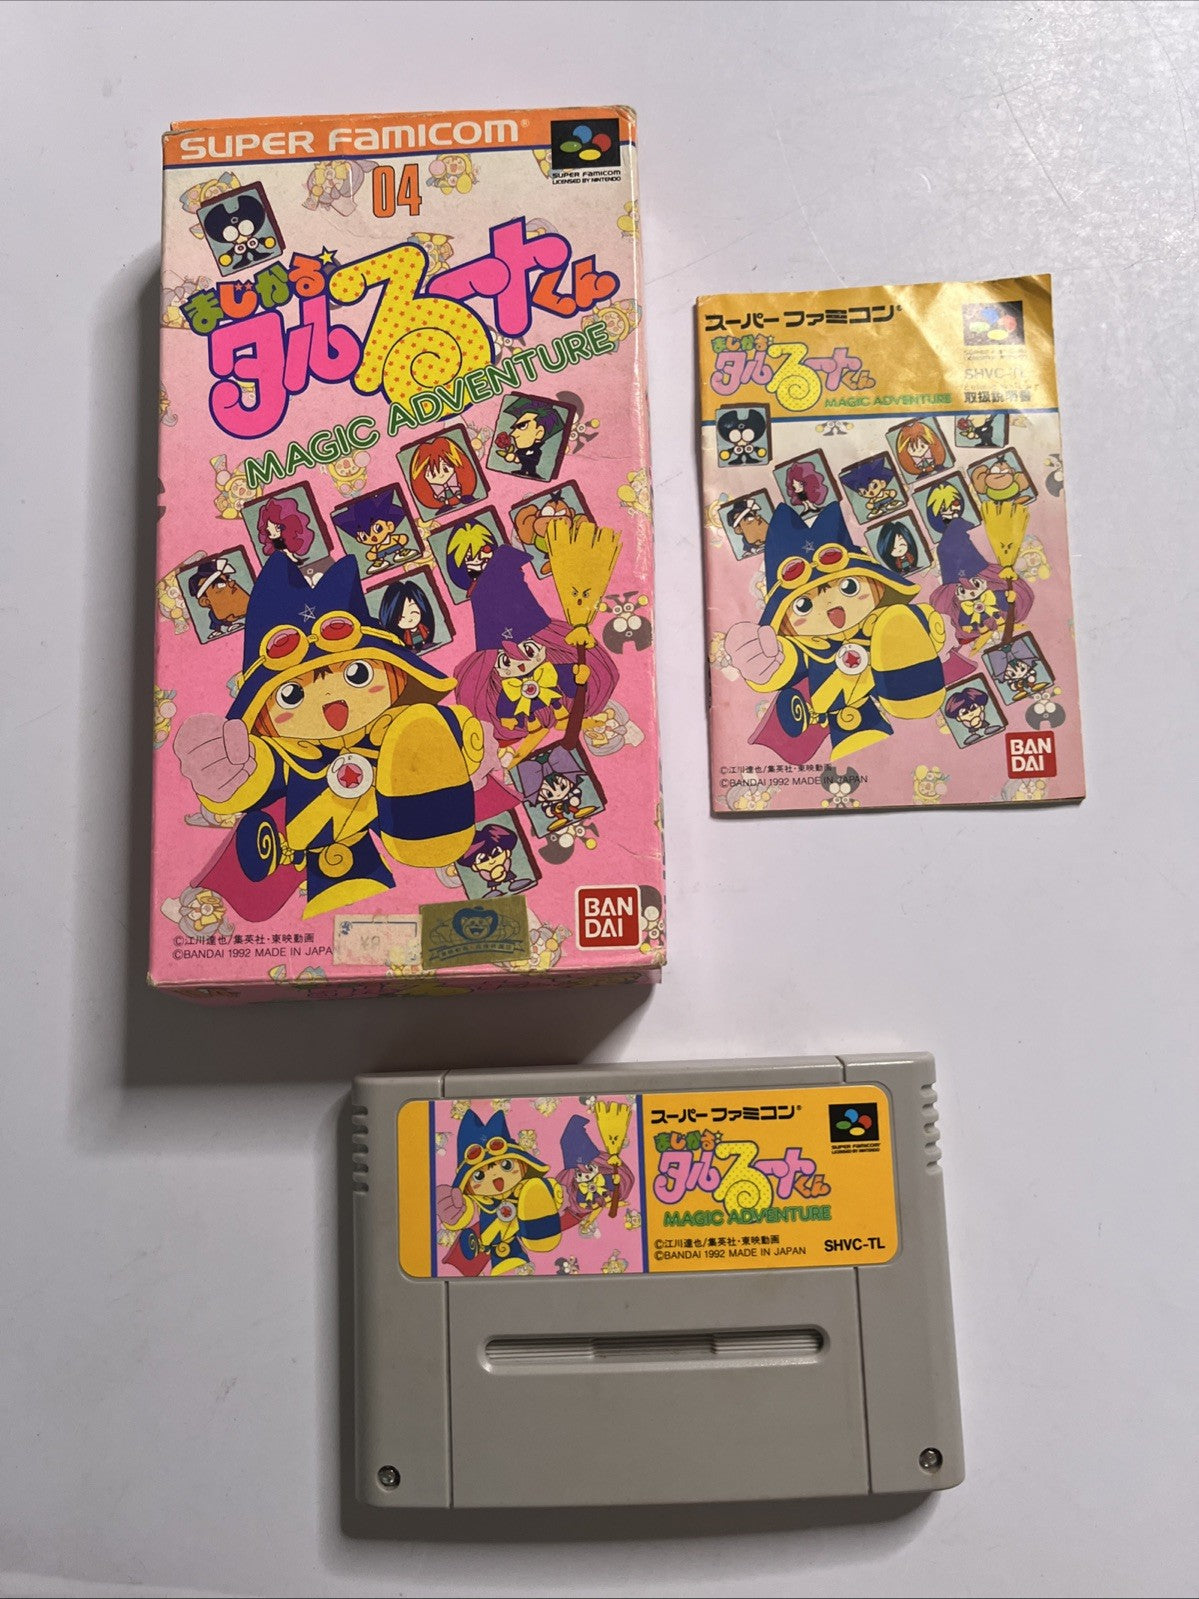 SUPER FAMICOM®
SUPER FAMICOM
LICENSED BY NINTENDO
04
まじかる
タルるートくん
MAGIC ADVENTURE
©江川達也/集英社・東映動画
©BANDAI 1992 MADE IN JAPAN
¥0
BAN
DAI
スーパーファミコン®
SHVC-TL
取扱説明書
まじかる
タルるートくん
MAGIC ADVENTURE
©江川達也/集英社・東映動画
©BANDAI 1992 MADE IN JAPAN
BAN
DAI
スーパーファミコン®
SUPER FAMICOM
LICENSED BY NINTENDO
まじかる
タルるートくん
MAGIC ADVENTURE
©江川達也/集英社・東映動画
©BANDAI 1992 MADE IN JAPAN
SHVC-TL